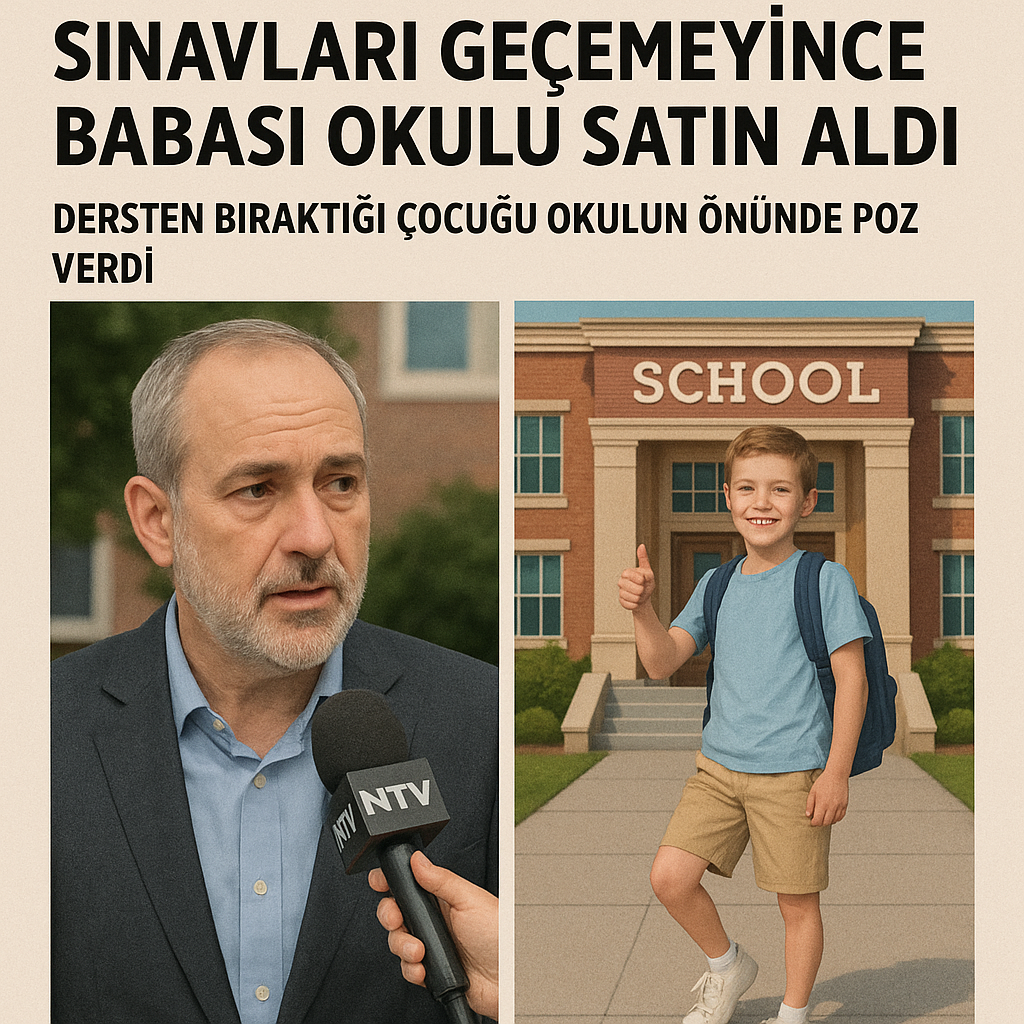 SINAVLARI GEÇEMEYİNCE
BABASI OKULU SATIN ALDI
DERSTEN BIRAKTIĞI ÇOCUĞU OKULUN ÖNÜNDE POZ
VERDİ
SCHOOL
NTV
NTV